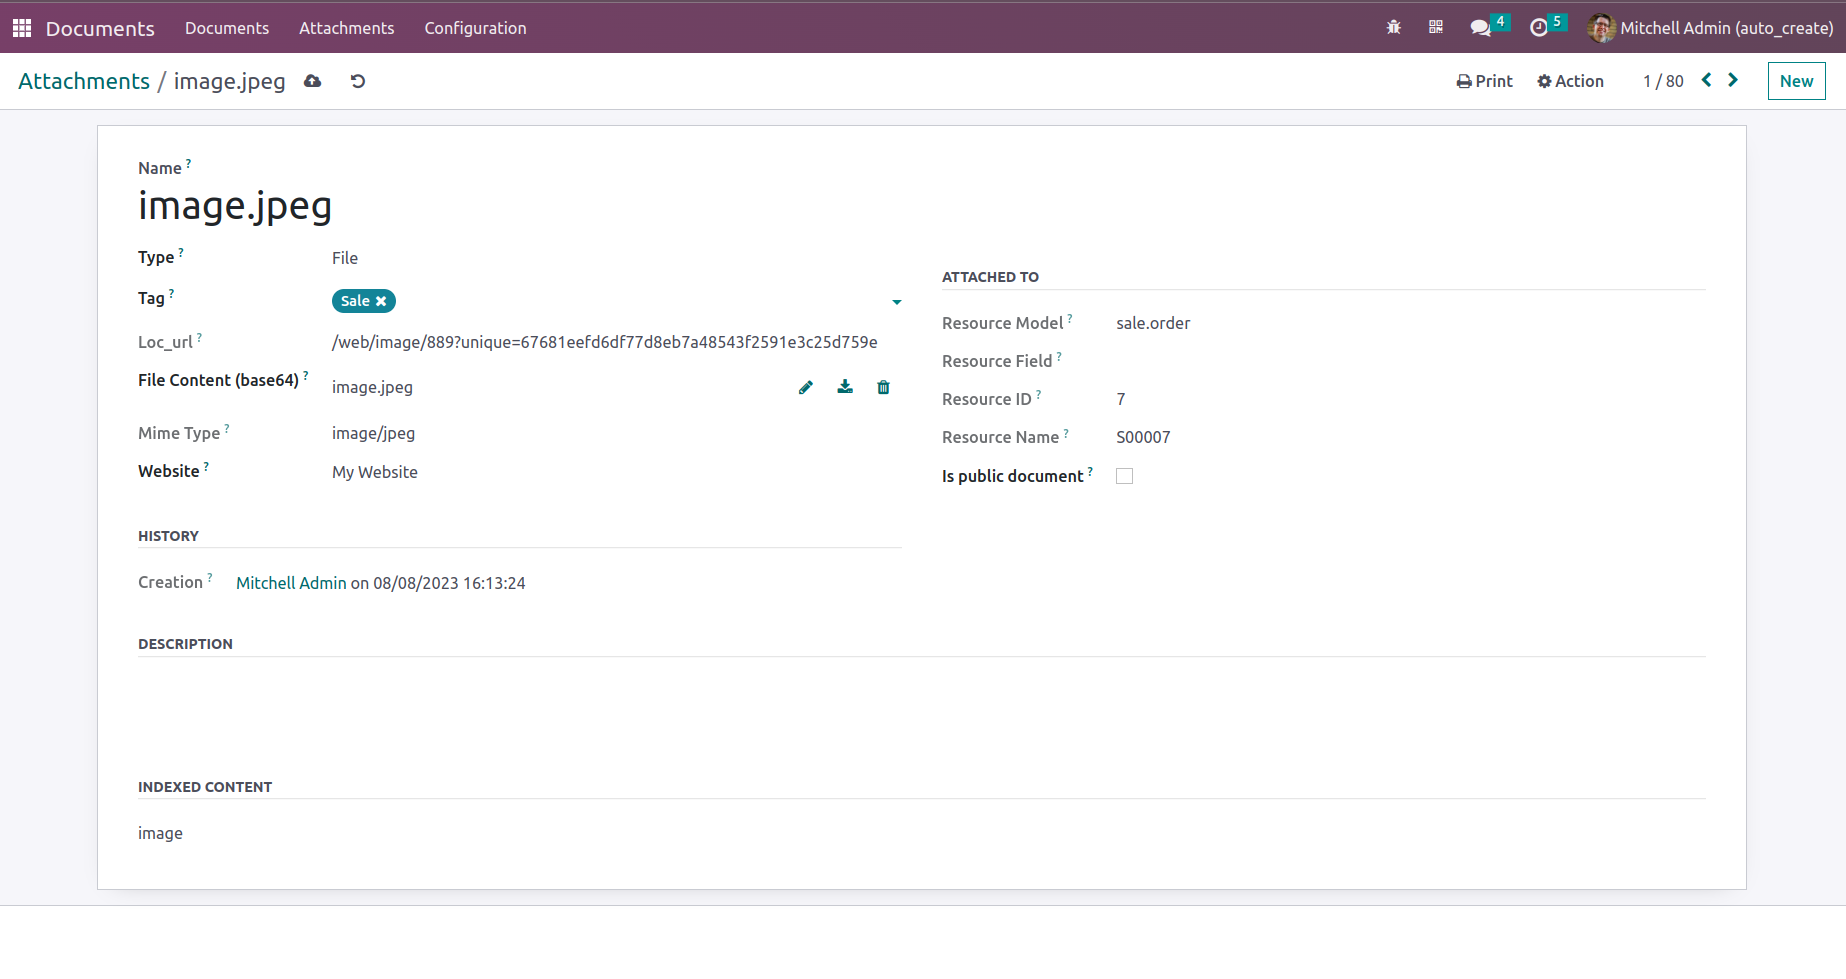 Documents Documents Attachments Configuration 4 5 Mitchell Admin (auto_create)
Attachments / image.jpeg Print Action 1 / 80 New
Name ?
image.jpeg
Type ? File
Tag ? Sale
Loc_url ? /web/image/889?unique=67681eefd6df77d8eb7a48543f2591e3c25d759e
File Content (base64) ? image.jpeg
Mime Type ? image/jpeg
Website ? My Website
ATTACHED TO
Resource Model ? sale.order
Resource Field ?
Resource ID ? 7
Resource Name ? S00007
Is public document ?
HISTORY
Creation ? Mitchell Admin on 08/08/2023 16:13:24
DESCRIPTION
INDEXED CONTENT
image